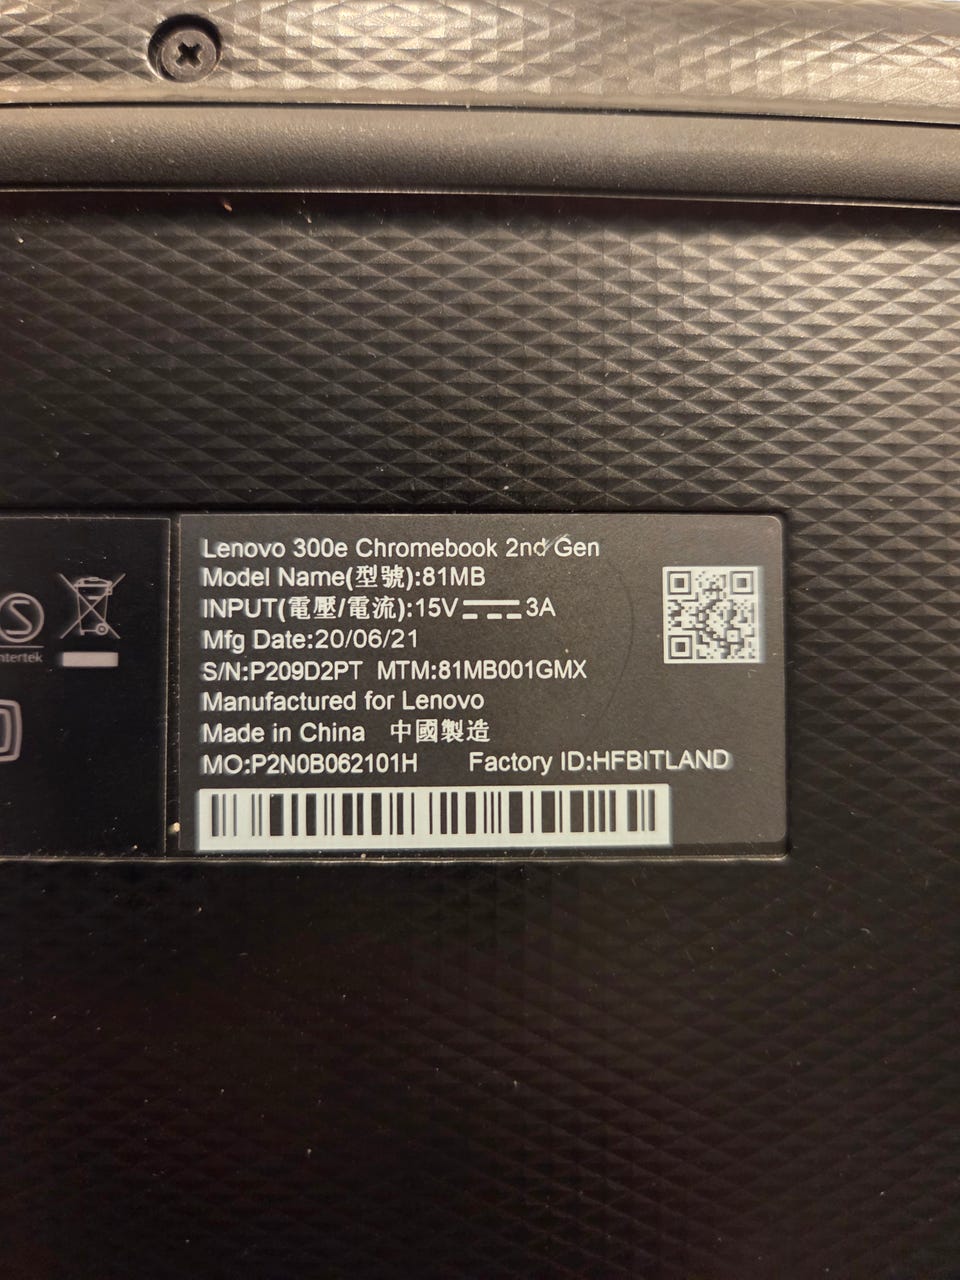 Lenovo 300e Chromebook 2nd Gen
Model Name(型號):81MB
INPUT(電壓/電流):15V⎓3A
Mfg Date:20/06/21
S/N:P209D2PT MTM:81MB001GMX
Manufactured for Lenovo
Made in China 中國製造
MO:P2N0B062101H Factory ID:HFBITLAND
S
ntertek